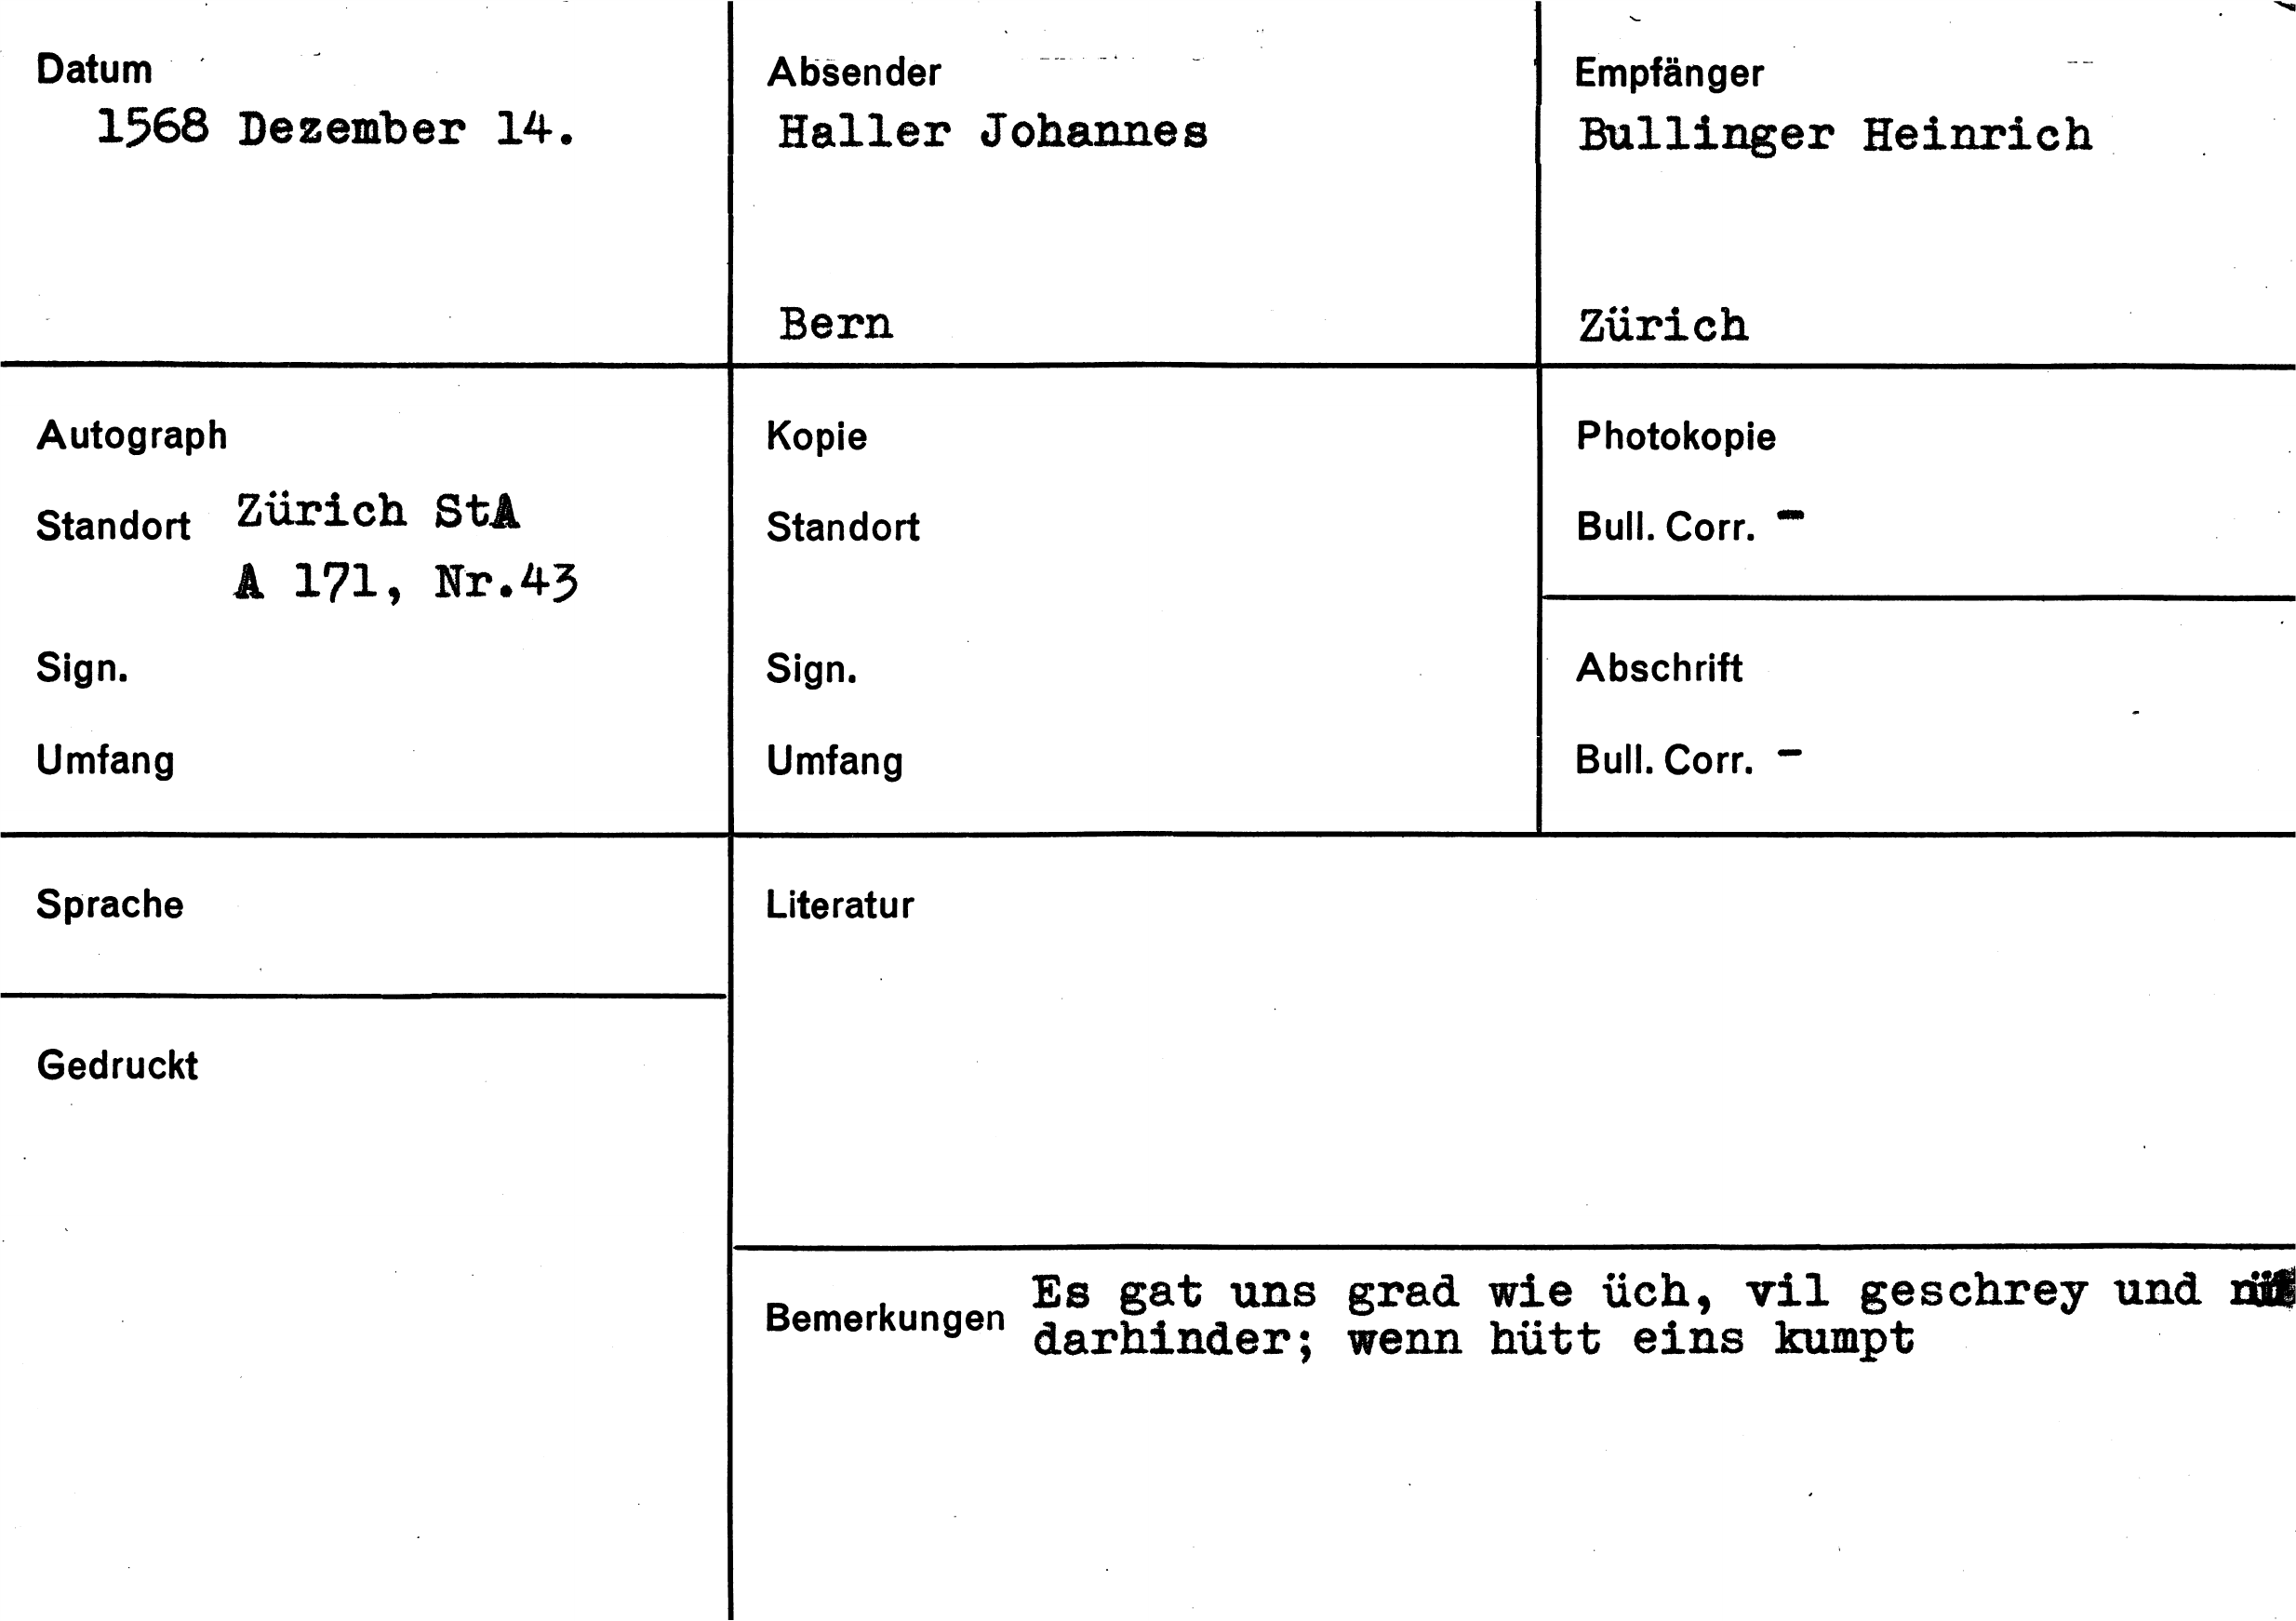 Datum
1568 Dezember 14.
Absender
Haller Johannes
Bern
Empfänger
Bullinger Heinrich
Zürich
Autograph
Standort Zürich StA
A 171, Nr.43
Sign.
Umfang
Kopie
Standort
Sign.
Umfang
Photokopie
Bull. Corr. -
Abschrift
Bull. Corr. -
Sprache
Gedruckt
Literatur
Bemerkungen Es gat uns grad wie üch, vil geschrey und
darhinder; wenn hütt eins kumpt